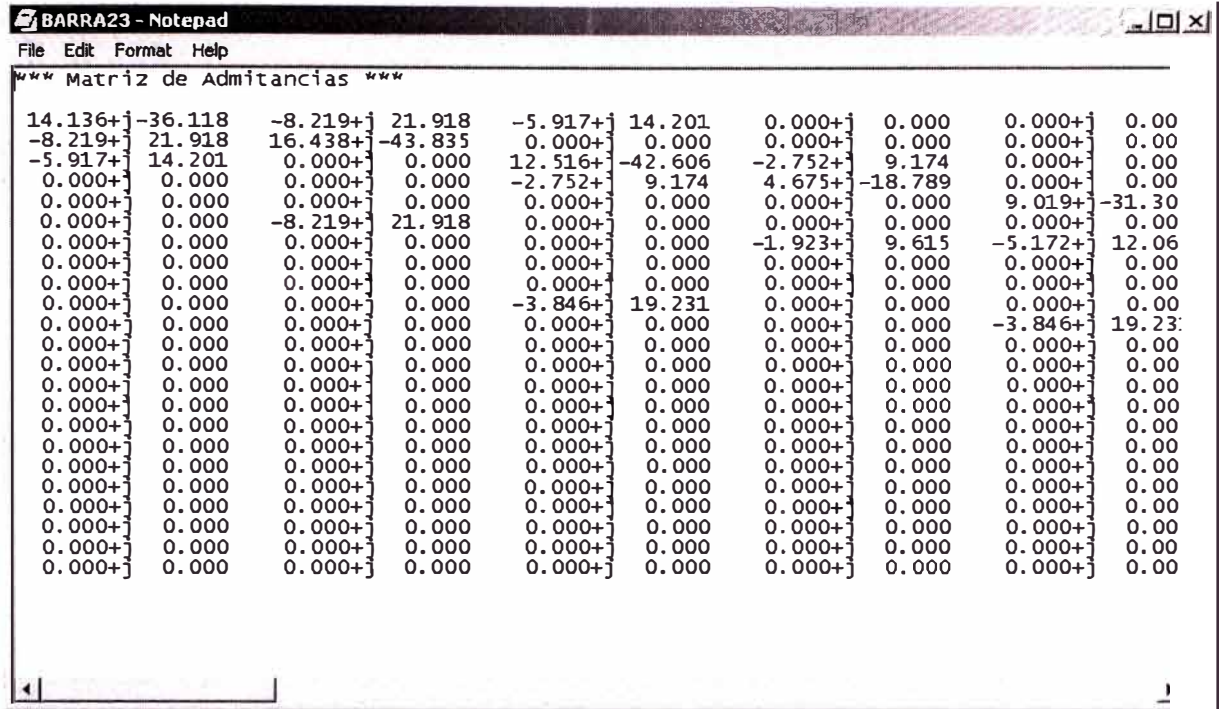 BARRA23 - Notepad
File Edit Format Help
*** Matriz de Admitancias ***
14.136+j-36.118 -8.219+j 21.918 -5.917+j 14.201 0.000+j 0.000 0.000+j 0.00
-8.219+j 21.918 16.438+j-43.835 0.000+j 0.000 0.000+j 0.000 0.000+j 0.00
-5.917+j 14.201 0.000+j 0.000 12.516+j-42.606 -2.752+j 9.174 0.000+j 0.00
0.000+j 0.000 0.000+j 0.000 -2.752+j 9.174 4.675+j-18.789 0.000+j 0.00
0.000+j 0.000 0.000+j 0.000 0.000+j 0.000 0.000+j 0.000 9.019+j-31.30
0.000+j 0.000 -8.219+j 21.918 0.000+j 0.000 0.000+j 0.000 0.000+j 0.00
0.000+j 0.000 0.000+j 0.000 0.000+j 0.000 -1.923+j 9.615 -5.172+j 12.06
0.000+j 0.000 0.000+j 0.000 0.000+j 0.000 0.000+j 0.000 0.000+j 0.00
0.000+j 0.000 0.000+j 0.000 0.000+j 0.000 0.000+j 0.000 0.000+j 0.00
0.000+j 0.000 0.000+j 0.000 -3.846+j 19.231 0.000+j 0.000 0.000+j 0.00
0.000+j 0.000 0.000+j 0.000 0.000+j 0.000 0.000+j 0.000 -3.846+j 19.23
0.000+j 0.000 0.000+j 0.000 0.000+j 0.000 0.000+j 0.000 0.000+j 0.00
0.000+j 0.000 0.000+j 0.000 0.000+j 0.000 0.000+j 0.000 0.000+j 0.00
0.000+j 0.000 0.000+j 0.000 0.000+j 0.000 0.000+j 0.000 0.000+j 0.00
0.000+j 0.000 0.000+j 0.000 0.000+j 0.000 0.000+j 0.000 0.000+j 0.00
0.000+j 0.000 0.000+j 0.000 0.000+j 0.000 0.000+j 0.000 0.000+j 0.00
0.000+j 0.000 0.000+j 0.000 0.000+j 0.000 0.000+j 0.000 0.000+j 0.00
0.000+j 0.000 0.000+j 0.000 0.000+j 0.000 0.000+j 0.000 0.000+j 0.00
0.000+j 0.000 0.000+j 0.000 0.000+j 0.000 0.000+j 0.000 0.000+j 0.00
0.000+j 0.000 0.000+j 0.000 0.000+j 0.000 0.000+j 0.000 0.000+j 0.00
0.000+j 0.000 0.000+j 0.000 0.000+j 0.000 0.000+j 0.000 0.000+j 0.00
0.000+j 0.000 0.000+j 0.000 0.000+j 0.000 0.000+j 0.000 0.000+j 0.00
0.000+j 0.000 0.000+j 0.000 0.000+j 0.000 0.000+j 0.000 0.000+j 0.00